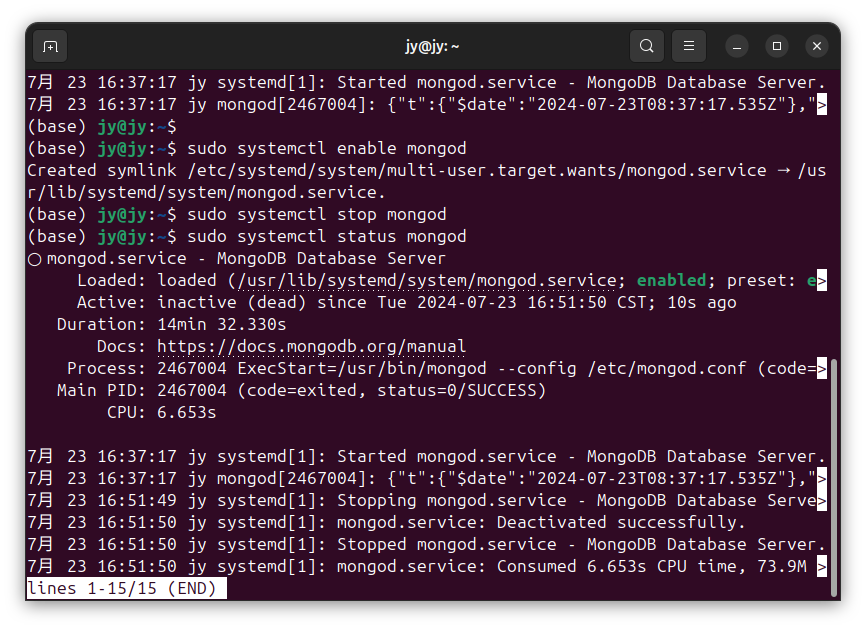 jy@jy: ~
7月 23 16:37:17 jy systemd[1]: Started mongod.service - MongoDB Database Server.
7月 23 16:37:17 jy mongod[2467004]: {"t":{"$date":"2024-07-23T08:37:17.535Z"},">
(base) jy@jy:~$
(base) jy@jy:~$ sudo systemctl enable mongod
Created symlink /etc/systemd/system/multi-user.target.wants/mongod.service → /us
r/lib/systemd/system/mongod.service.
(base) jy@jy:~$ sudo systemctl stop mongod
(base) jy@jy:~$ sudo systemctl status mongod
○ mongod.service - MongoDB Database Server
     Loaded: loaded (/usr/lib/systemd/system/mongod.service; enabled; preset: e>
     Active: inactive (dead) since Tue 2024-07-23 16:51:50 CST; 10s ago
   Duration: 14min 32.330s
       Docs: https://docs.mongodb.org/manual
    Process: 2467004 ExecStart=/usr/bin/mongod --config /etc/mongod.conf (code=>
   Main PID: 2467004 (code=exited, status=0/SUCCESS)
        CPU: 6.653s

7月 23 16:37:17 jy systemd[1]: Started mongod.service - MongoDB Database Server.
7月 23 16:37:17 jy mongod[2467004]: {"t":{"$date":"2024-07-23T08:37:17.535Z"},">
7月 23 16:51:49 jy systemd[1]: Stopping mongod.service - MongoDB Database Serve>
7月 23 16:51:50 jy systemd[1]: mongod.service: Deactivated successfully.
7月 23 16:51:50 jy systemd[1]: Stopped mongod.service - MongoDB Database Server.
7月 23 16:51:50 jy systemd[1]: mongod.service: Consumed 6.653s CPU time, 73.9M >
lines 1-15/15 (END)